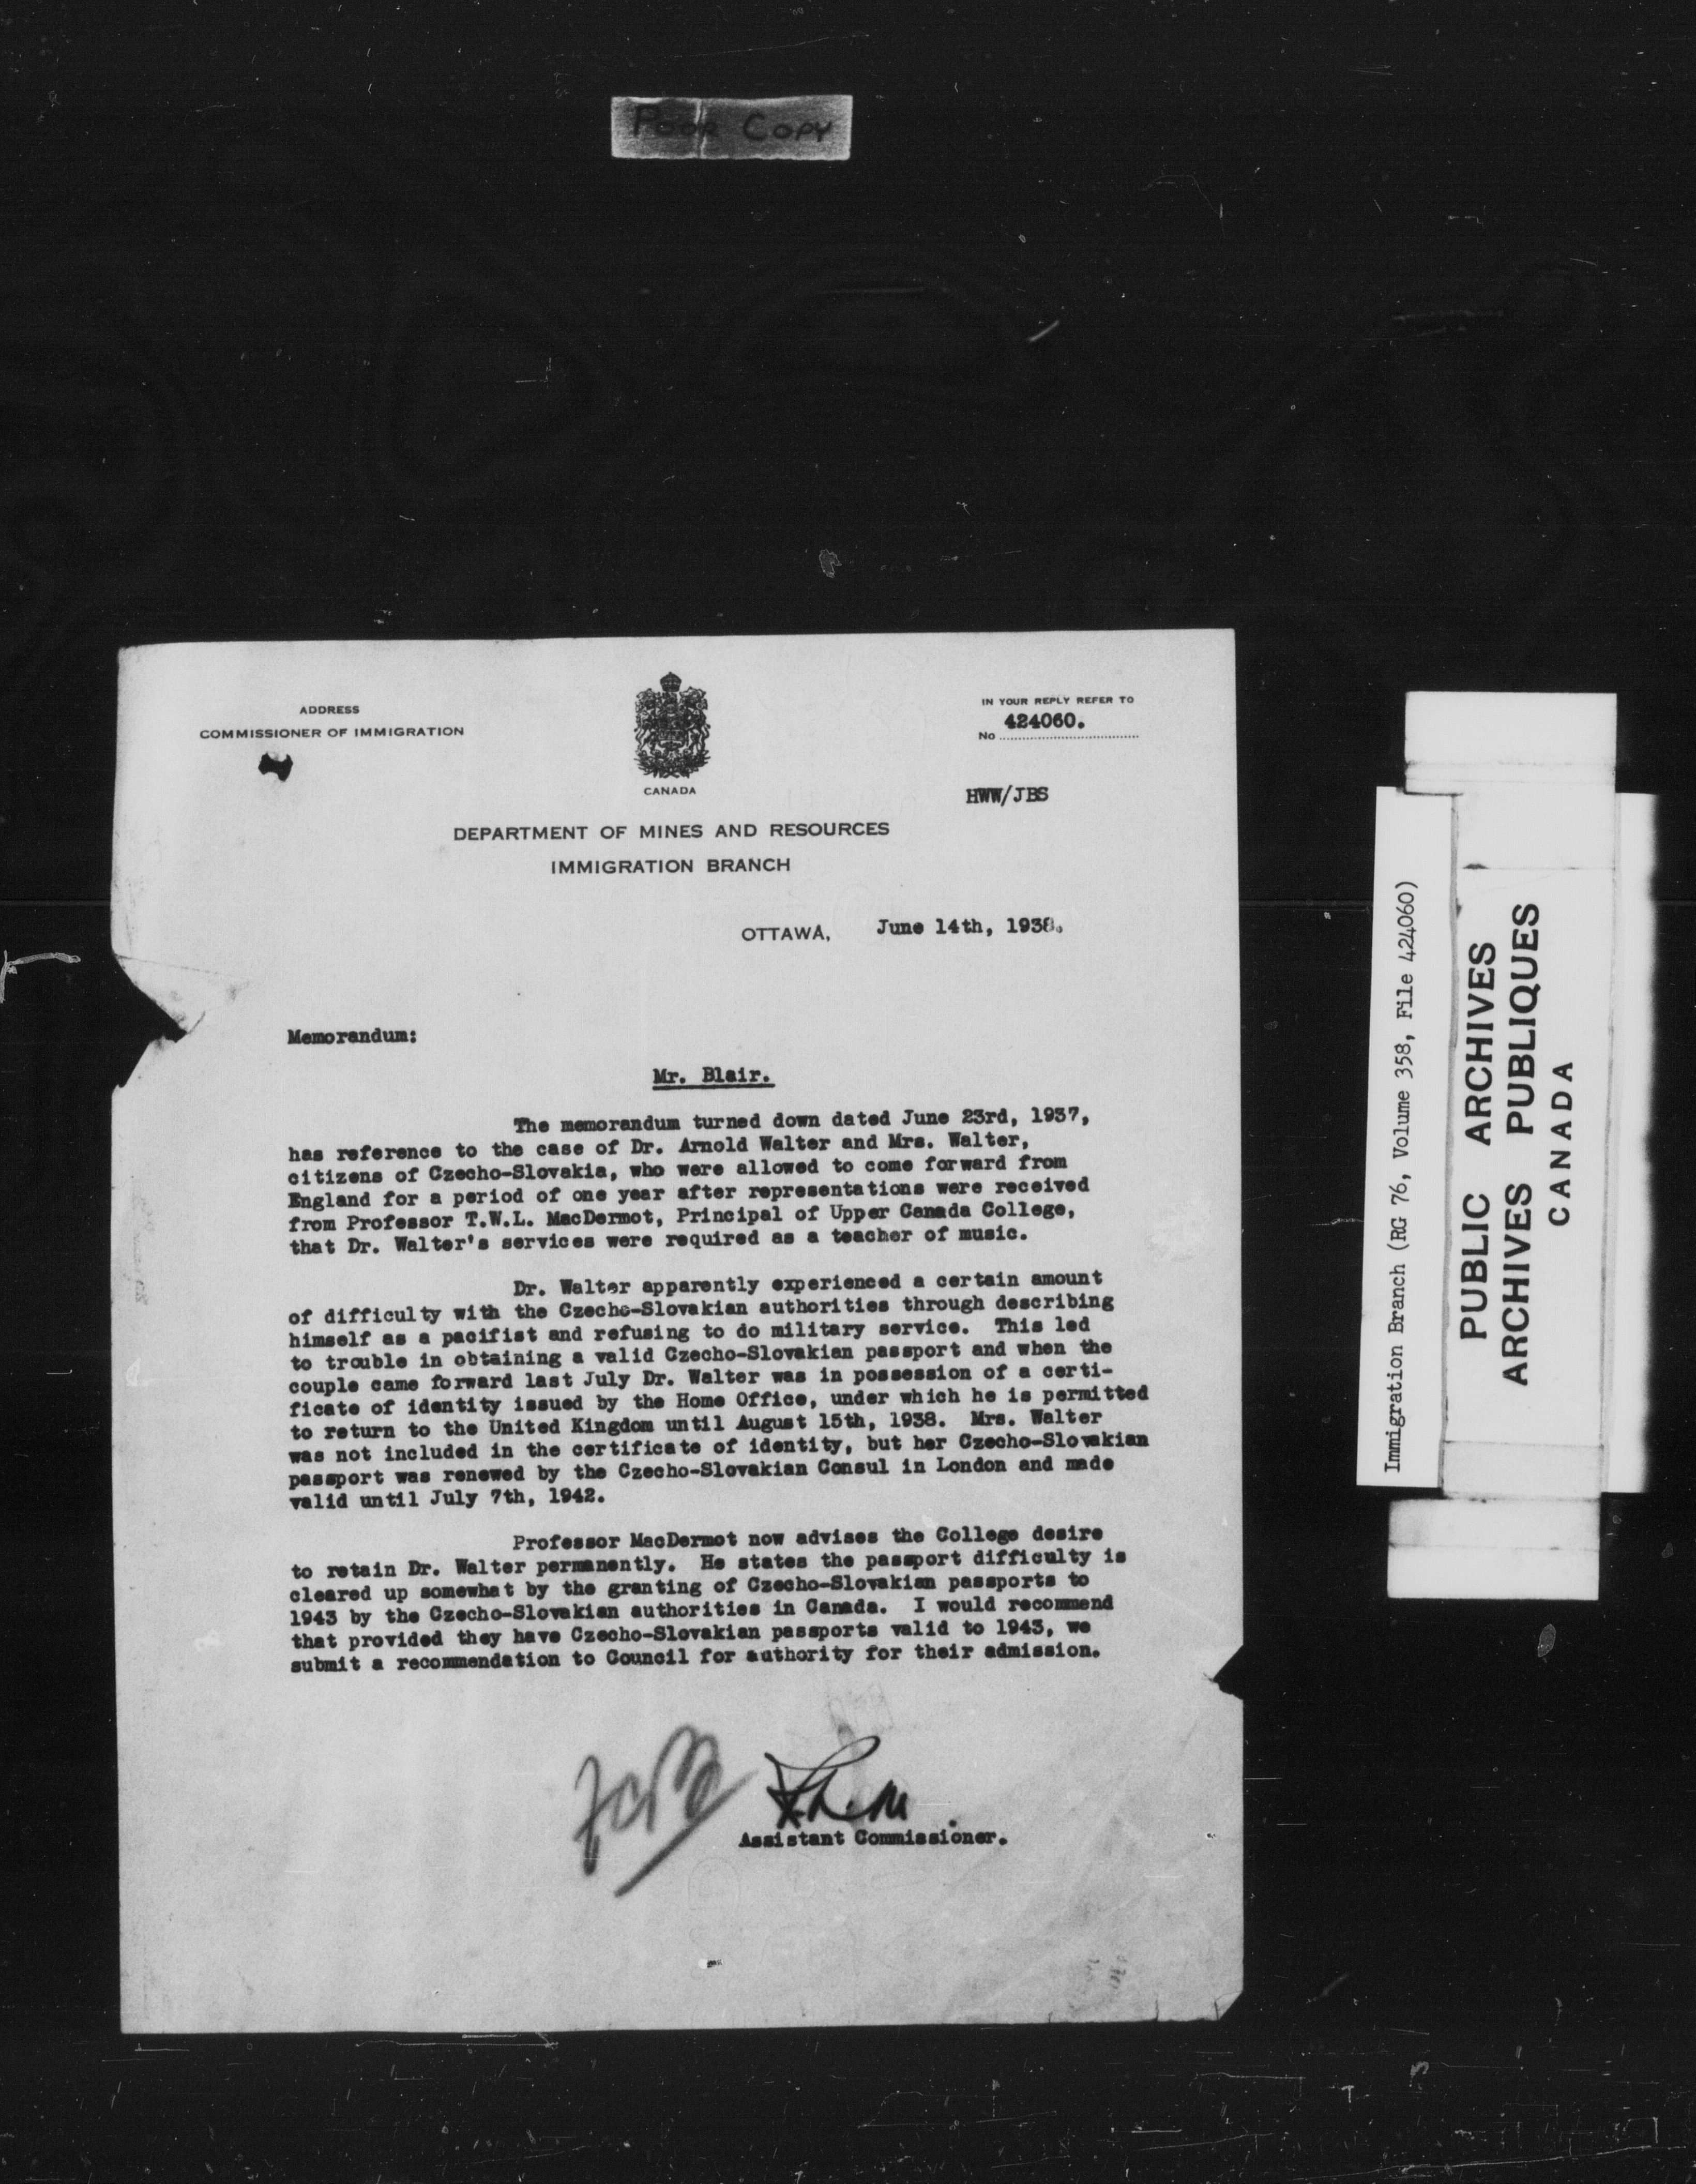 POOR COPY
ADDRESS
COMMISSIONER OF IMMIGRATION
CANADA
IN YOUR REPLY REFER TO
424060.
No
HWW/JBS
DEPARTMENT OF MINES AND RESOURCES
IMMIGRATION BRANCH
OTTAWA, June 14th, 1938.
Memorandum:
Mr. Blair.
The memorandum turned down dated June 23rd, 1937,
has reference to the case of Dr. Arnold Walter and Mrs. Walter,
citizens of Czecho-Slovakia, who were allowed to come forward from
England for a period of one year after representations were received
from Professor T.W.L. MacDermot, Principal of Upper Canada College,
that Dr. Walter's services were required as a teacher of music.
Dr. Walter apparently experienced a certain amount
of difficulty with the Czecho-Slovakian authorities through describing
himself as a pacifist and refusing to do military service. This led
to trouble in obtaining a valid Czecho-Slovakian passport and when the
couple came forward last July Dr. Walter was in possession of a certi-
ficate of identity issued by the Home Office, under which he is permitted
to return to the United Kingdom until August 15th, 1938. Mrs. Walter
was not included in the certificate of identity, but her Czecho-Slovakian
passport was renewed by the Czecho-Slovakian Consul in London and made
valid until July 7th, 1942.
Professor MacDermot now advises the College desire
to retain Dr. Walter permanently. He states the passport difficulty is
cleared up somewhat by the granting of Czecho-Slovakian passports to
1943 by the Czecho-Slovakian authorities in Canada. I would recommend
that provided they have Czecho-Slovakian passports valid to 1943, we
submit a recommendation to Council for authority for their admission.
Assistant Commissioner.
Immigration Branch (RG 76, Volume 358, File 424060)
PUBLIC ARCHIVES
ARCHIVES PUBLIQUES
CANADA